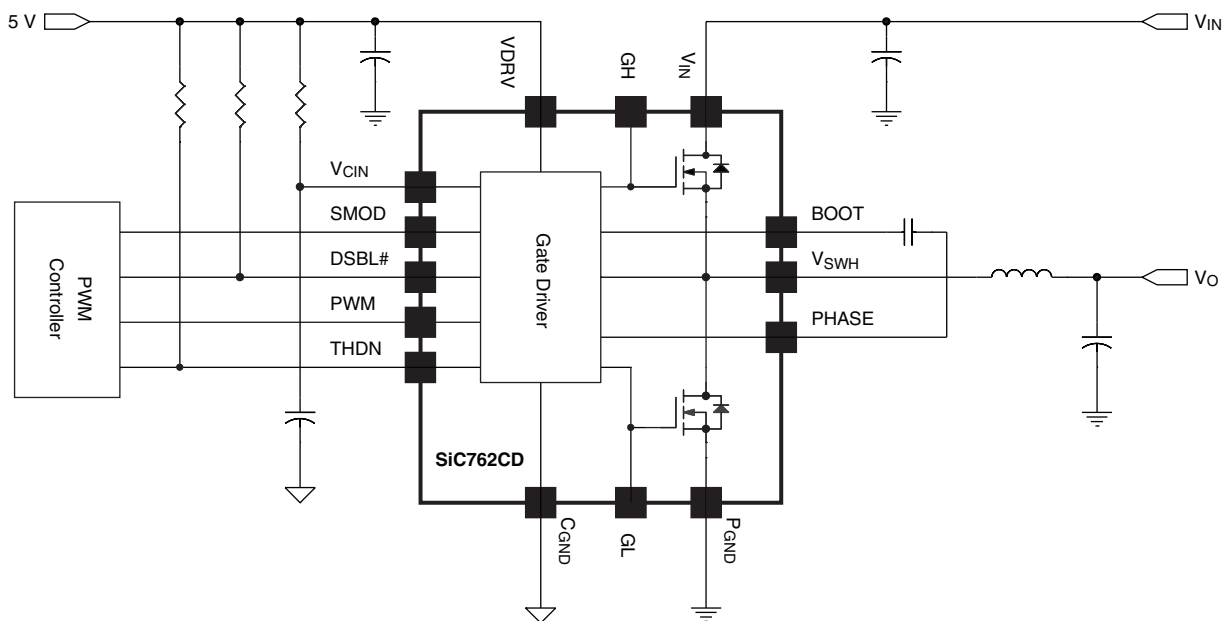 5 V
VDRV
GH
VIN
VIN
VCIN
SMOD
DSBL#
PWM
THDN
PWM
Controller
Gate Driver
BOOT
VSWH
PHASE
VO
SiC762CD
CGND
GL
PGND